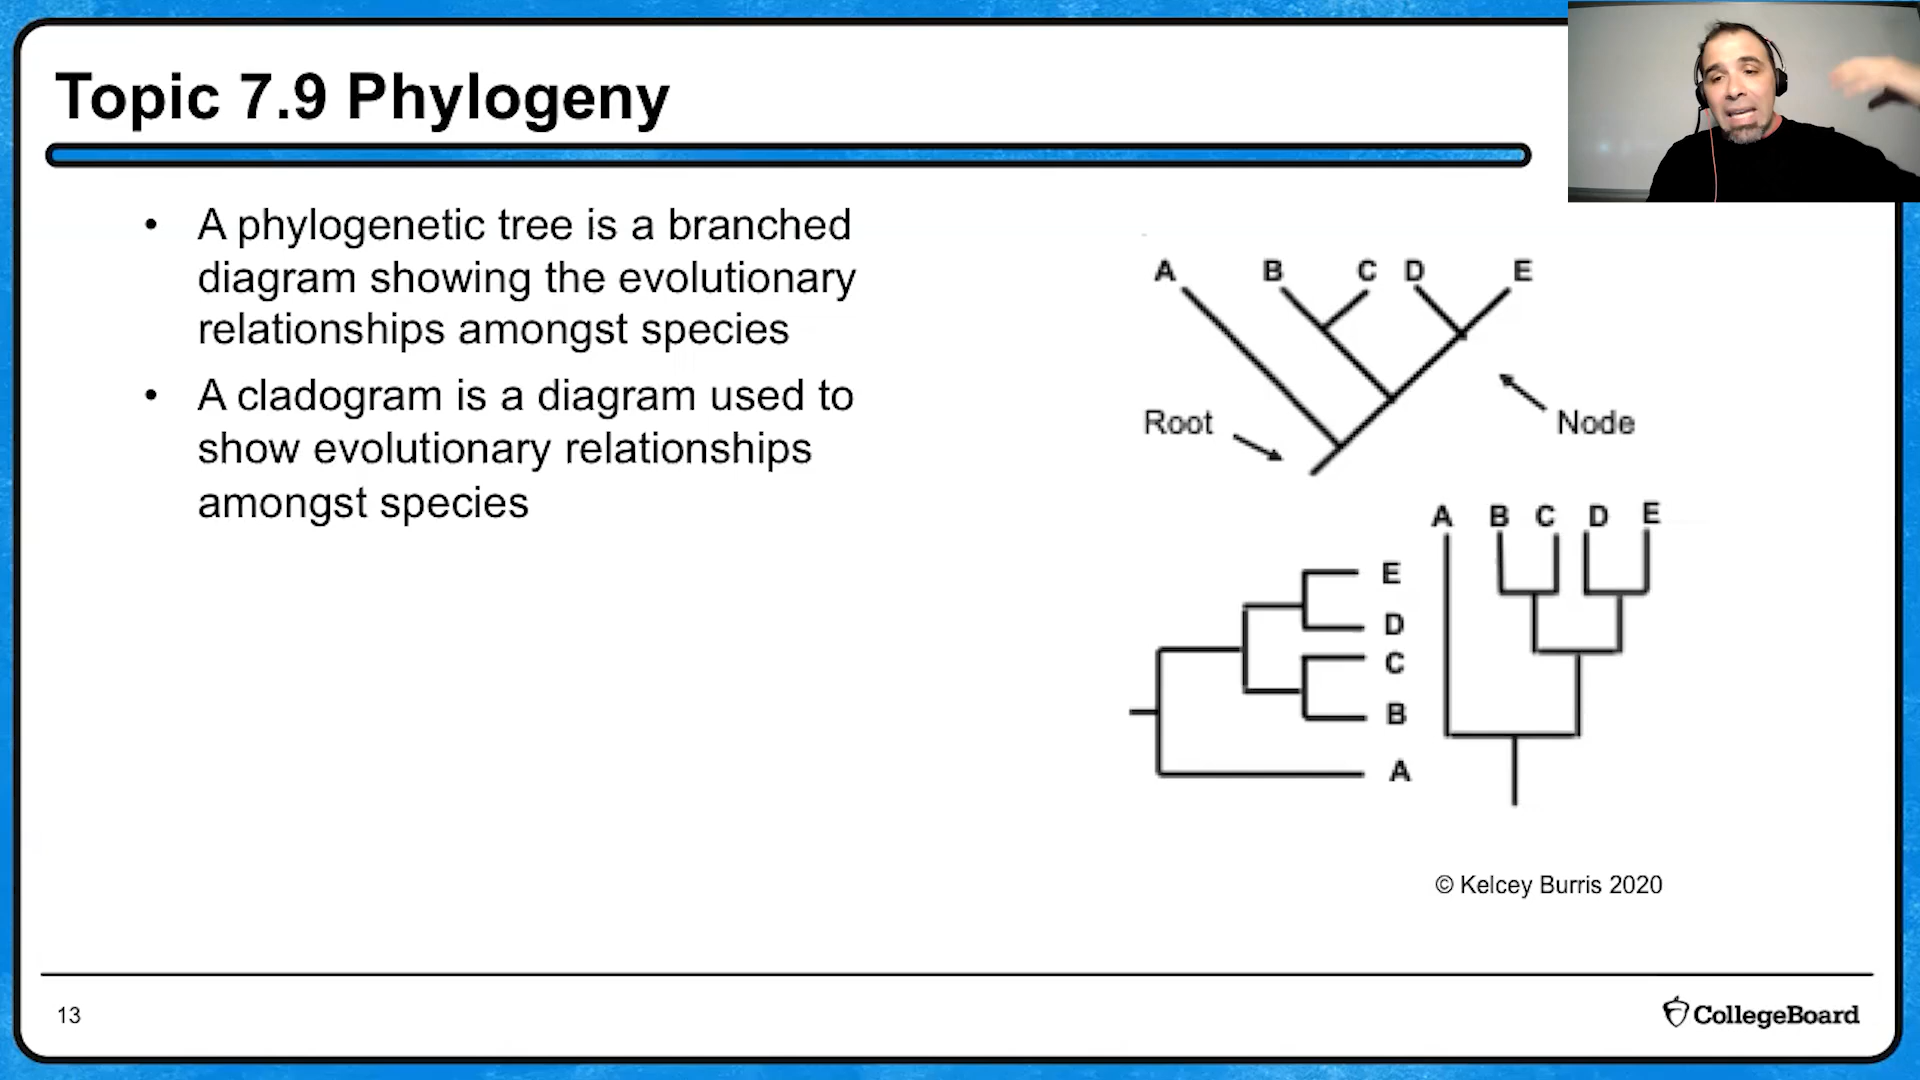 Topic 7.9 Phylogeny
• A phylogenetic tree is a branched
diagram showing the evolutionary
relationships amongst species
• A cladogram is a diagram used to
show evolutionary relationships
amongst species
A B C D E
Root
Node
A B C D E
E
D
C
B
A
© Kelcey Burris 2020
13
CollegeBoard